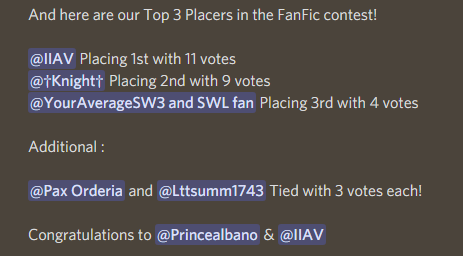 And here are our Top 3 Placers in the FanFic contest!
@IIAV Placing 1st with 11 votes
@†Knight† Placing 2nd with 9 votes
@YourAverageSW3 and SWL fan Placing 3rd with 4 votes
Additional :
@Pax Orderia and @Lttsumm1743 Tied with 3 votes each!
Congratulations to @Princealbano & @IIAV